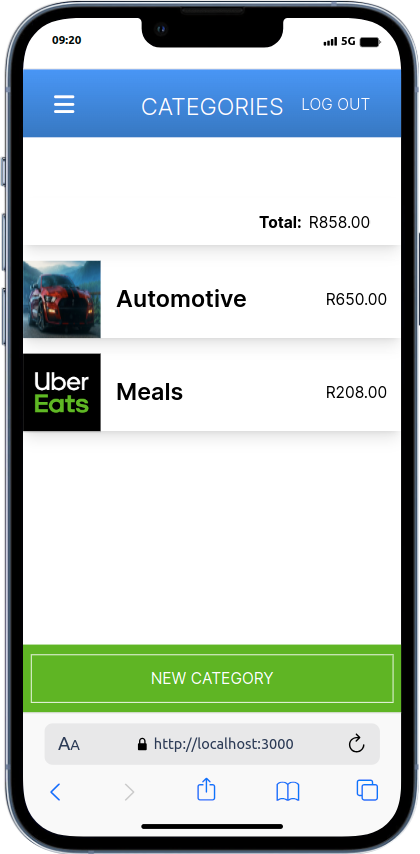 09:20 5G
CATEGORIES LOG OUT
Total: R858.00
Automotive R650.00
Uber
Eats
Meals R208.00
NEW CATEGORY
AA http://localhost:3000